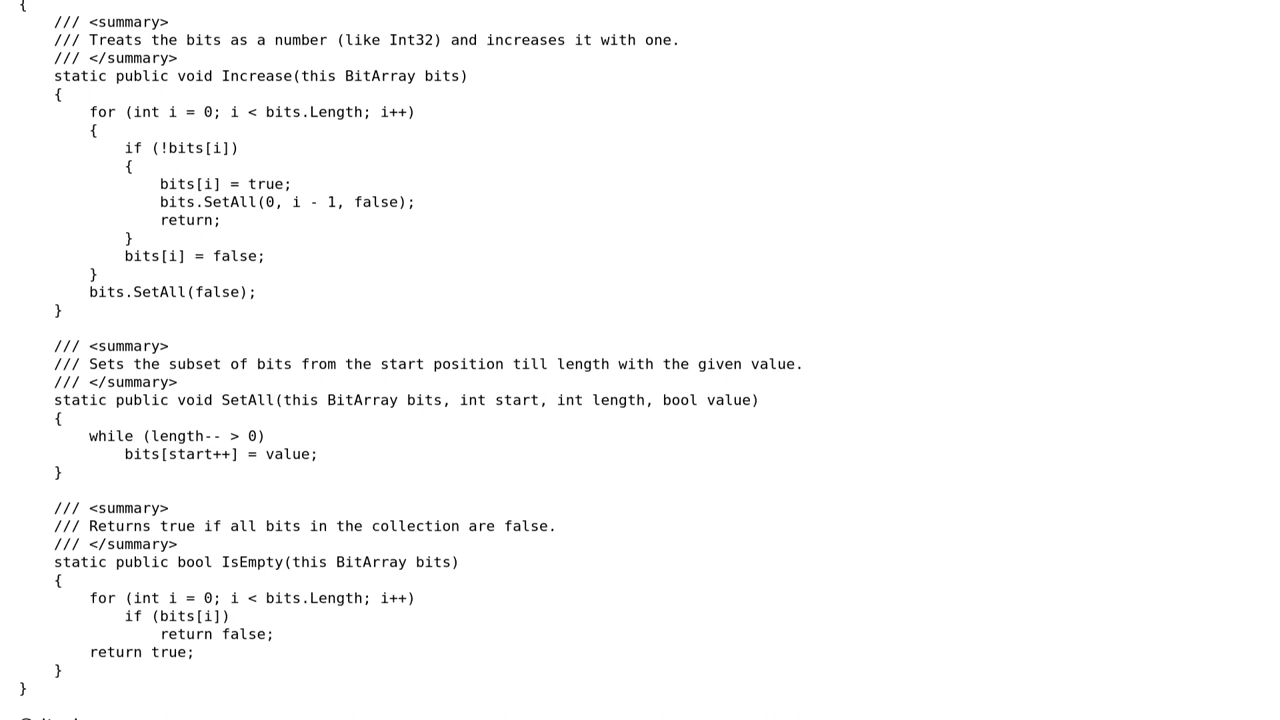 {
    /// <summary>
    /// Treats the bits as a number (like Int32) and increases it with one.
    /// </summary>
    static public void Increase(this BitArray bits)
    {
        for (int i = 0; i < bits.Length; i++)
        {
            if (!bits[i])
            {
                bits[i] = true;
                bits.SetAll(0, i - 1, false);
                return;
            }
            bits[i] = false;
        }
        bits.SetAll(false);
    }

    /// <summary>
    /// Sets the subset of bits from the start position till length with the given value.
    /// </summary>
    static public void SetAll(this BitArray bits, int start, int length, bool value)
    {
        while (length-- > 0)
            bits[start++] = value;
    }

    /// <summary>
    /// Returns true if all bits in the collection are false.
    /// </summary>
    static public bool IsEmpty(this BitArray bits)
    {
        for (int i = 0; i < bits.Length; i++)
            if (bits[i])
                return false;
        return true;
    }
}